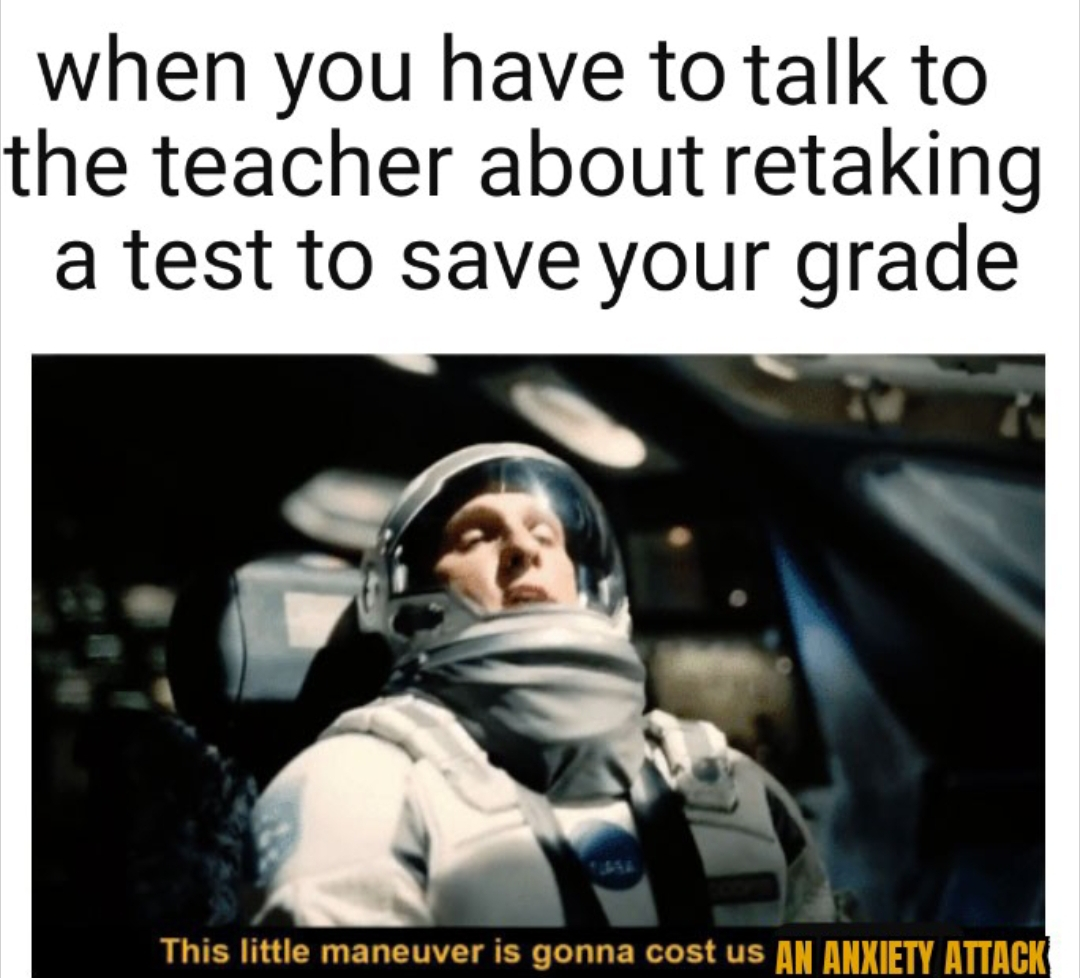 when you have to talk to
the teacher about retaking
a test to save your grade
NASA
This little maneuver is gonna cost us AN ANXIETY ATTACK